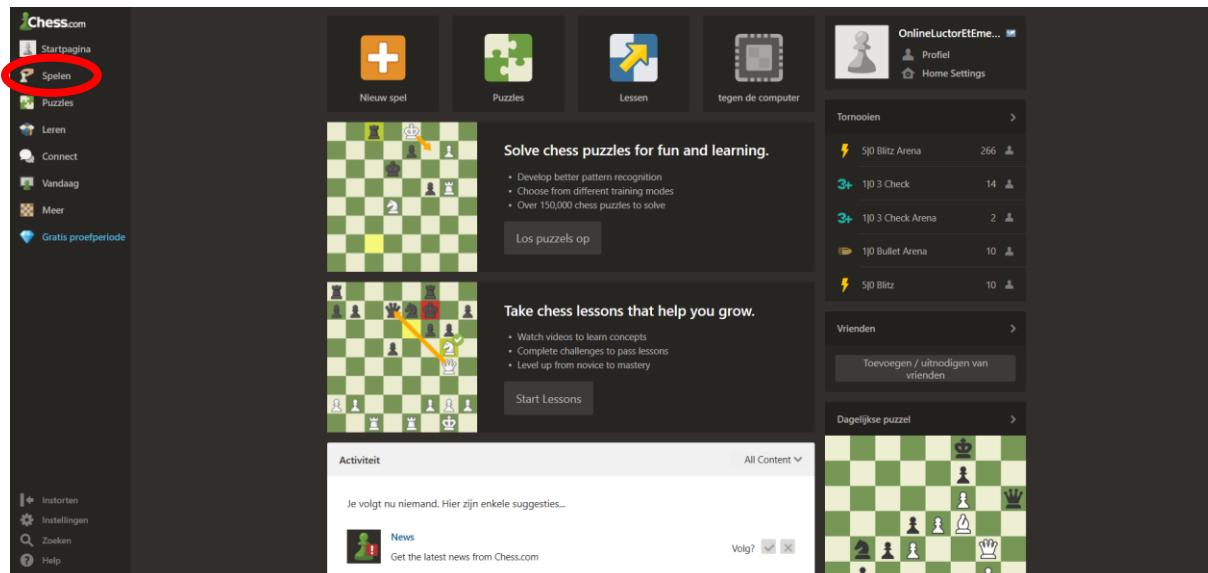 Chess.com
Startpagina
Spelen
Puzzles
Leren
Connect
Vandaag
Meer
Gratis proefperiode
Instorten
Instellingen
Zoeken
Help
Nieuw spel
Puzzles
Lessen
tegen de computer
Solve chess puzzles for fun and learning.
• Develop better pattern recognition
• Choose from different training modes
• Over 150,000 chess puzzles to solve
Los puzzels op
Take chess lessons that help you grow.
• Watch videos to learn concepts
• Complete challenges to pass lessons
• Level up from novice to mastery
Start Lessons
Activiteit
All Content
Je volgt nu niemand. Hier zijn enkele suggesties...
News
Get the latest news from Chess.com
Volg?
OnlineLuctorEtEme...
Profiel
Home Settings
Tornooien
5|0 Blitz Arena 266
3+ 1|0 3 Check 14
3+ 1|0 3 Check Arena 2
1|0 Bullet Arena 10
5|0 Blitz 10
Vrienden
Toevoegen / uitnodigen van
vrienden
Dagelijkse puzzel